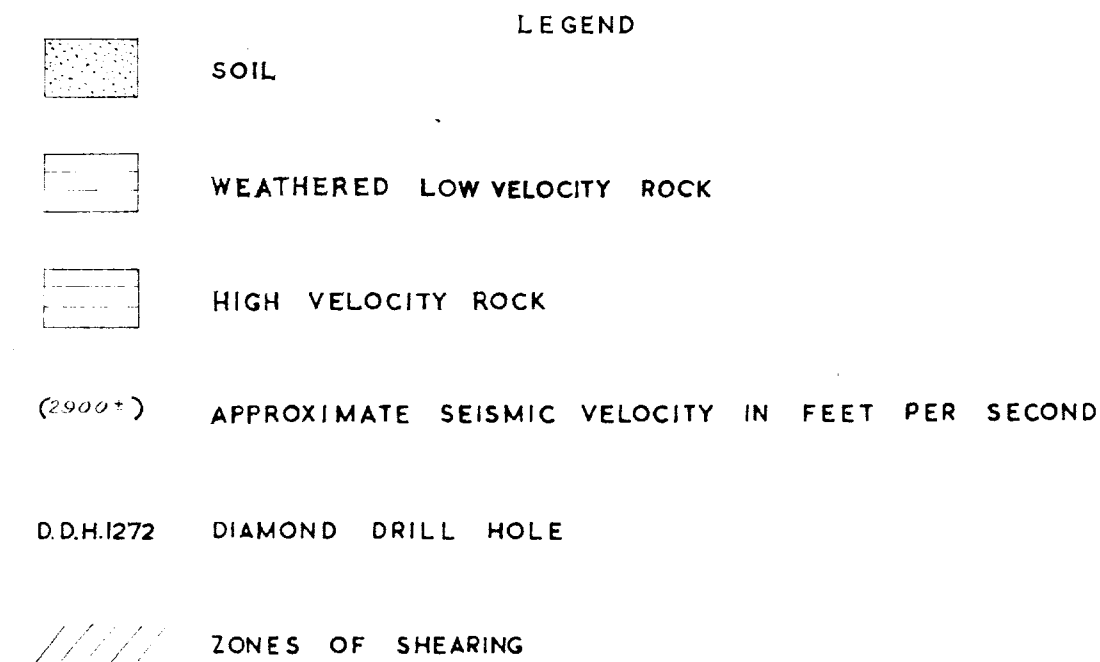 LEGEND
SOIL
WEATHERED LOW VELOCITY ROCK
HIGH VELOCITY ROCK
(2900±) APPROXIMATE SEISMIC VELOCITY IN FEET PER SECOND
D.D.H.1272 DIAMOND DRILL HOLE
ZONES OF SHEARING